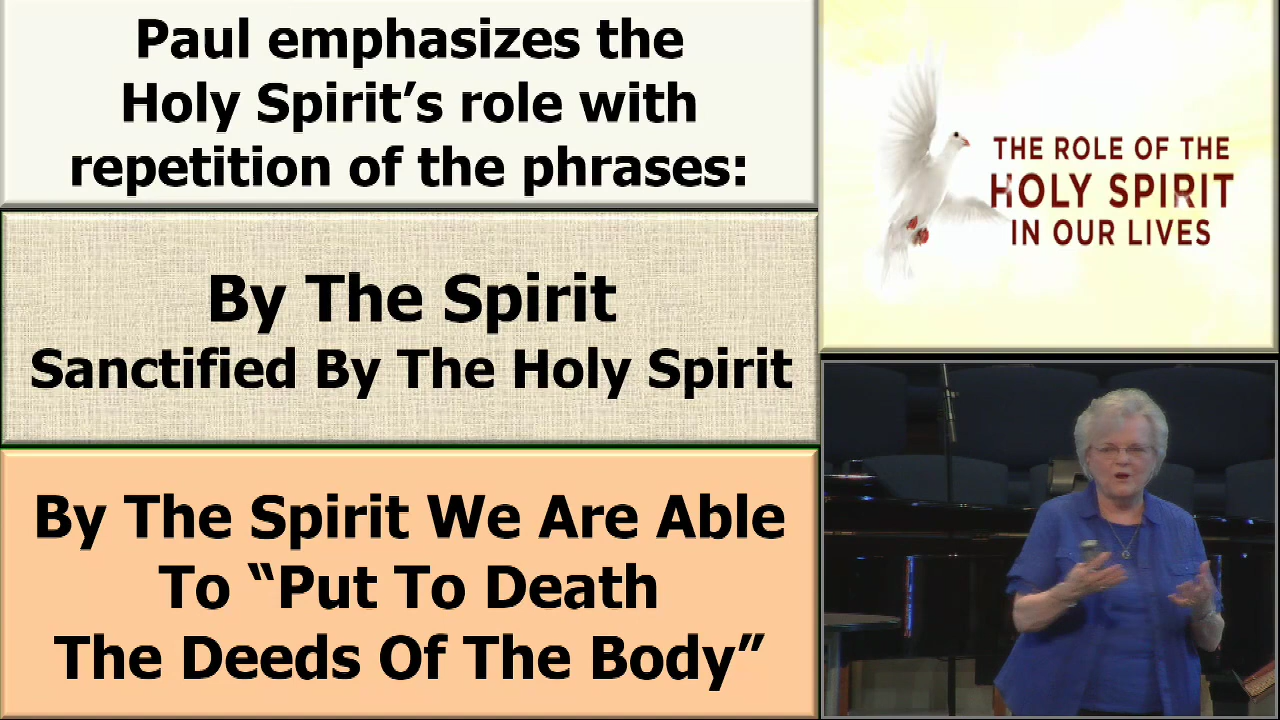 Paul emphasizes the
Holy Spirit’s role with
repetition of the phrases:
By The Spirit
Sanctified By The Holy Spirit
By The Spirit We Are Able
To “Put To Death
The Deeds Of The Body”
THE ROLE OF THE
HOLY SPIRIT
IN OUR LIVES